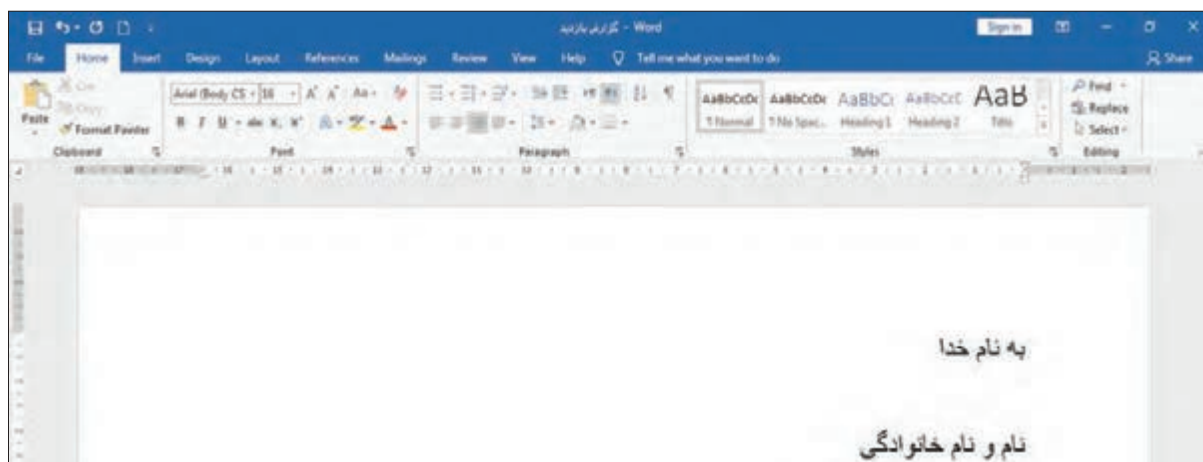 گزارش بازدید - Word
Sign in
File Home Insert Design Layout References Mailings Review View Help Tell me what you want to do Share
Paste
Cut
Copy
Format Painter
Arial (Body CS 16
AaBbCcDc AaBbCcDc AaBbCc AaBbCcC AaB
¶ Normal ¶ No Spac... Heading 1 Heading 2 Title
Find
Replace
Select
Clipboard Font Paragraph Styles Editing
به نام خدا
نام و نام خانوادگی